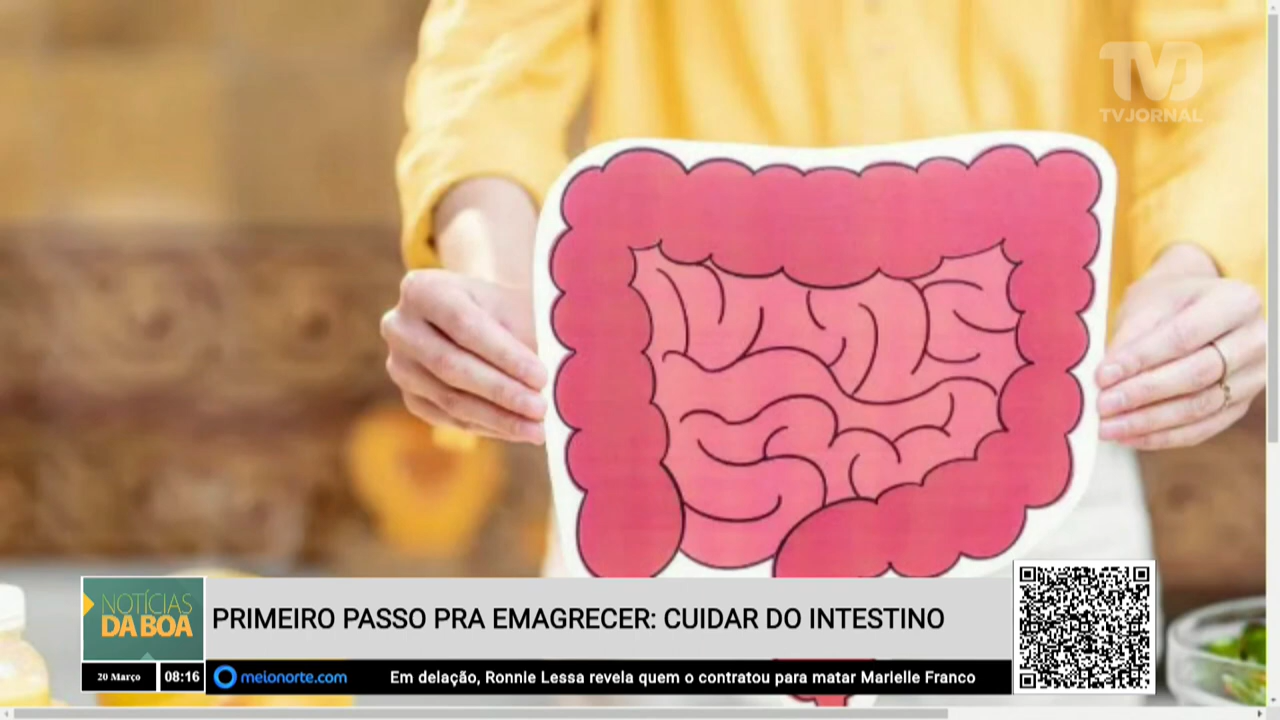 TVJ
TVJORNAL
NOTÍCIAS
DA BOA
PRIMEIRO PASSO PRA EMAGRECER: CUIDAR DO INTESTINO
20 Março
08:16
meionorte.com
Em delação, Ronnie Lessa revela quem o contratou para matar Marielle Franco